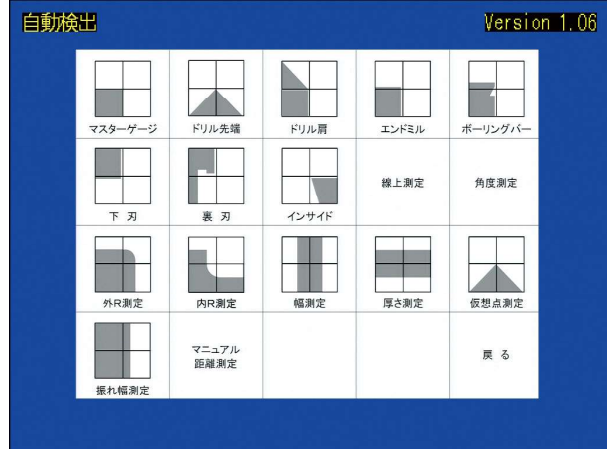 自動検出
Version 1.06
マスターゲージ
ドリル先端
ドリル肩
エンドミル
ボーリングバー
下 刃
裏 刃
インサイド
線上測定
角度測定
外R測定
内R測定
幅測定
厚さ測定
仮想点測定
振れ幅測定
マニュアル
距離測定
戻 る